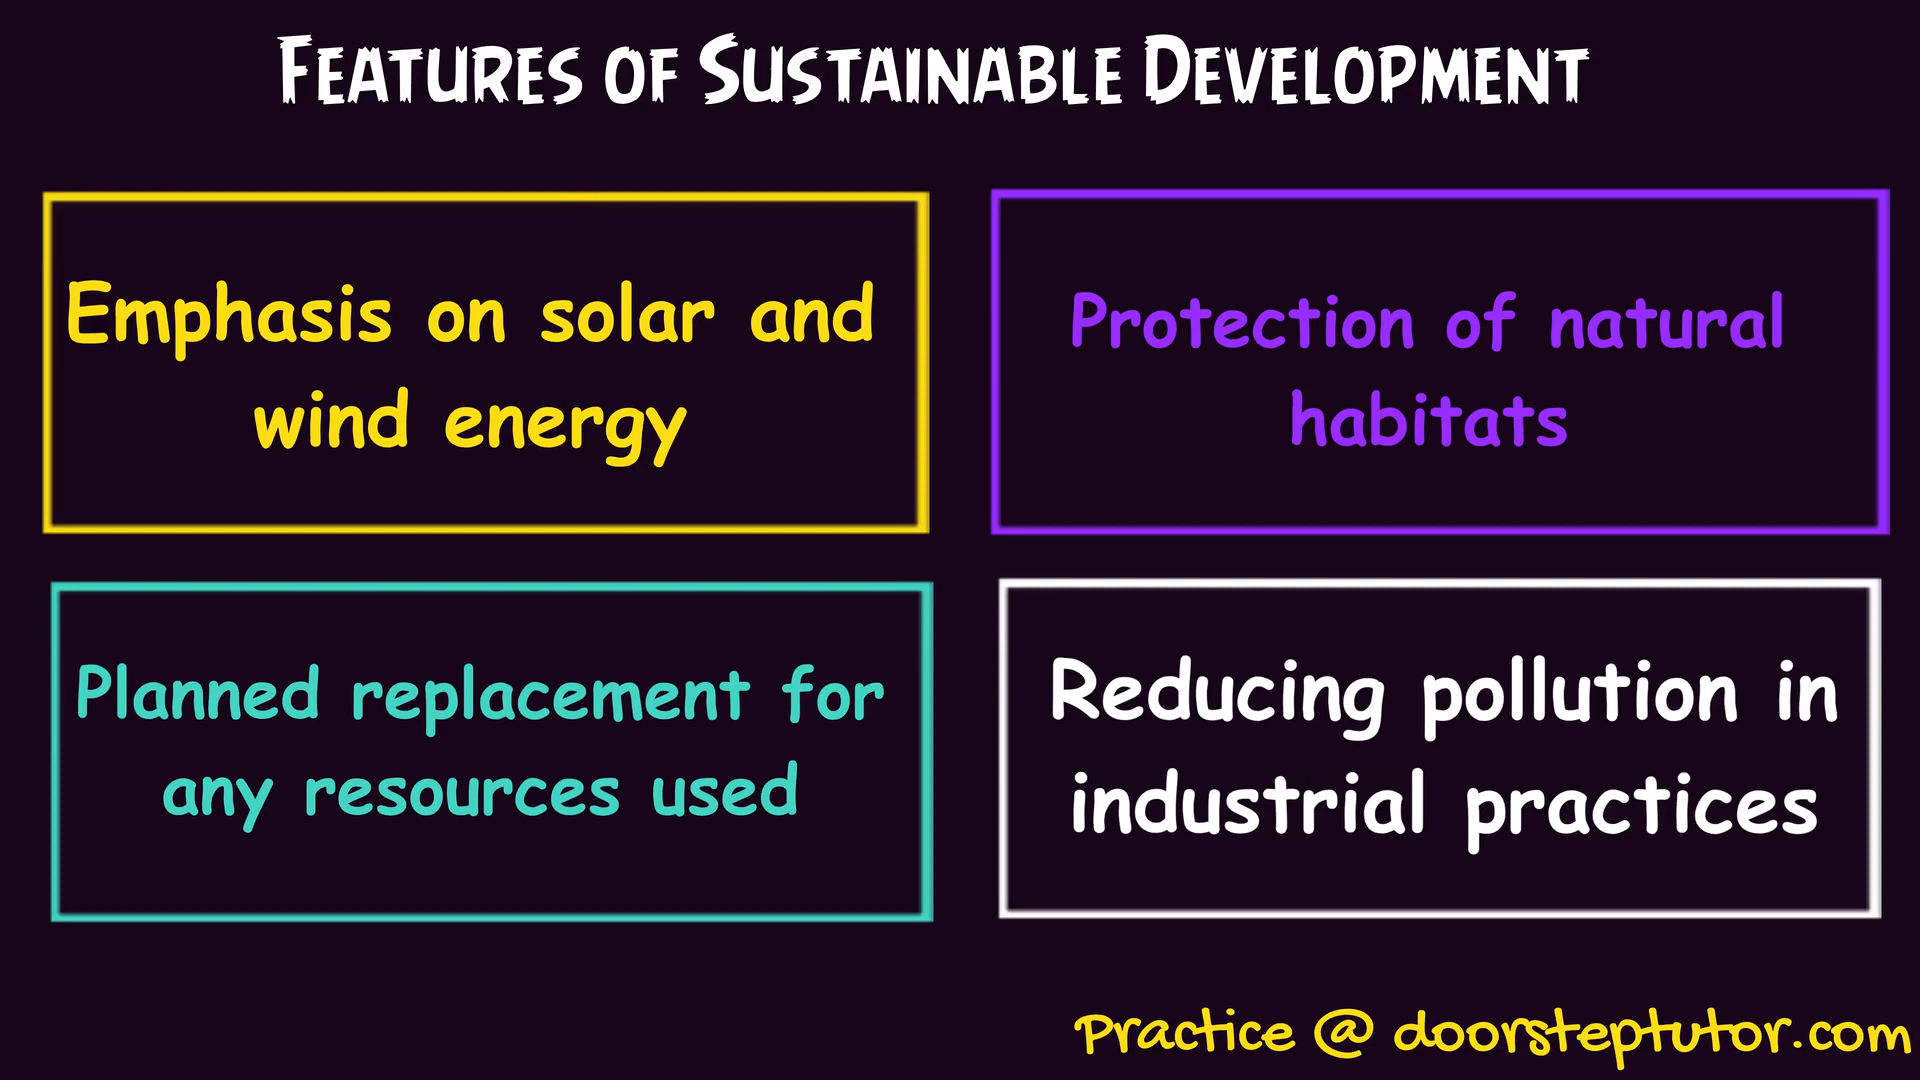 Features of Sustainable Development
Emphasis on solar and
wind energy
Protection of natural
habitats
Planned replacement for
any resources used
Reducing pollution in
industrial practices
Practice @ doorsteptutor.com